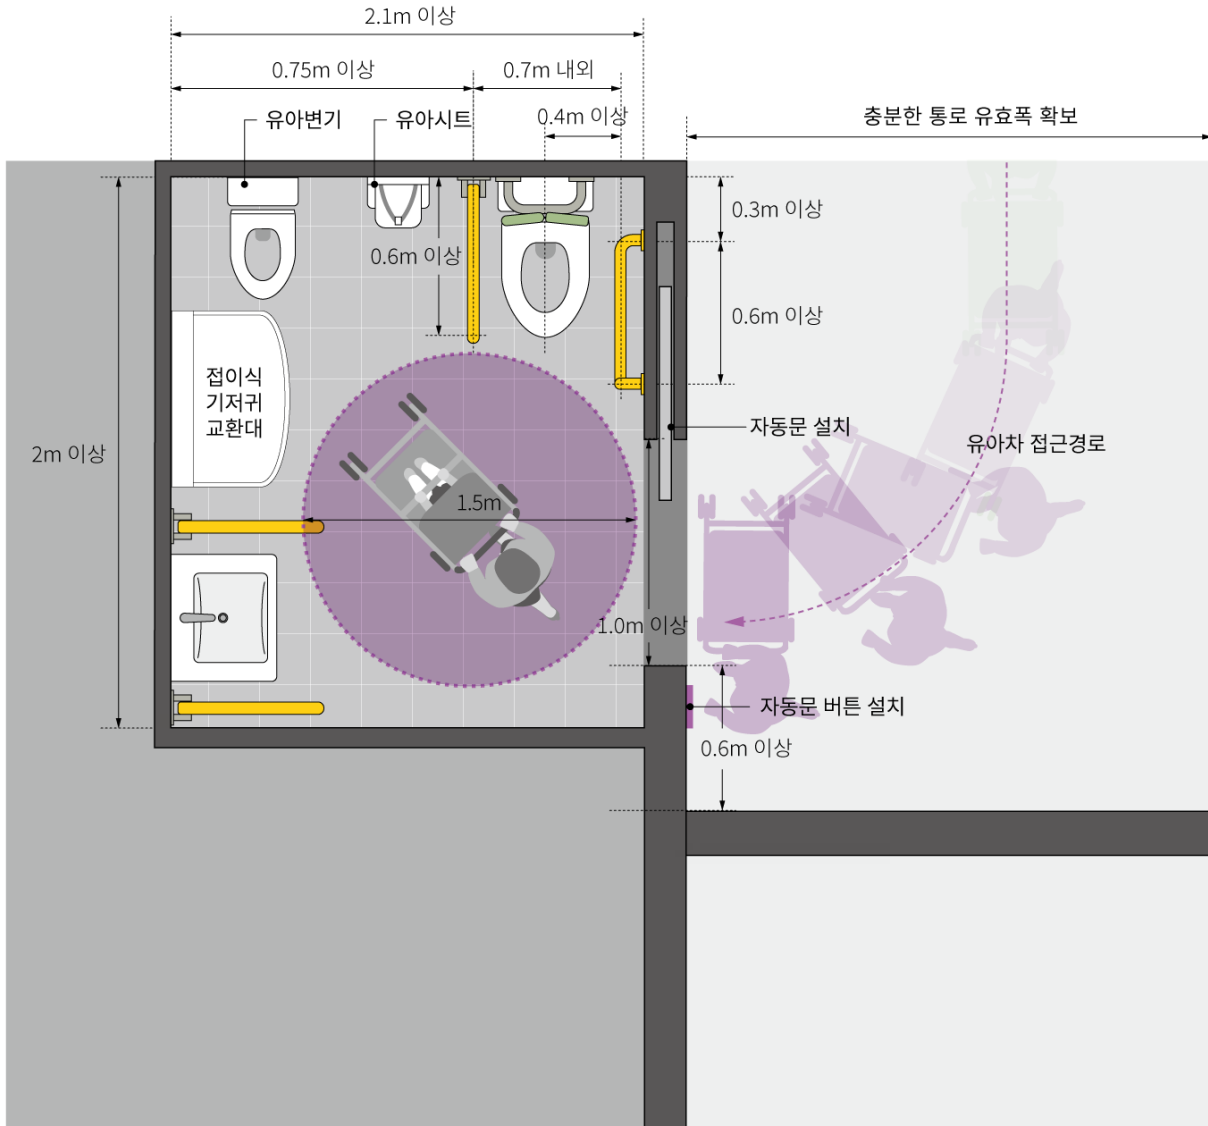 2.1m 이상
0.75m 이상
0.7m 내외
유아변기
유아시트
0.4m 이상
충분한 통로 유효폭 확보
0.3m 이상
0.6m 이상
0.6m 이상
접이식
기저귀
교환대
자동문 설치
유아차 접근경로
2m 이상
1.5m
1.0m 이상
자동문 버튼 설치
0.6m 이상